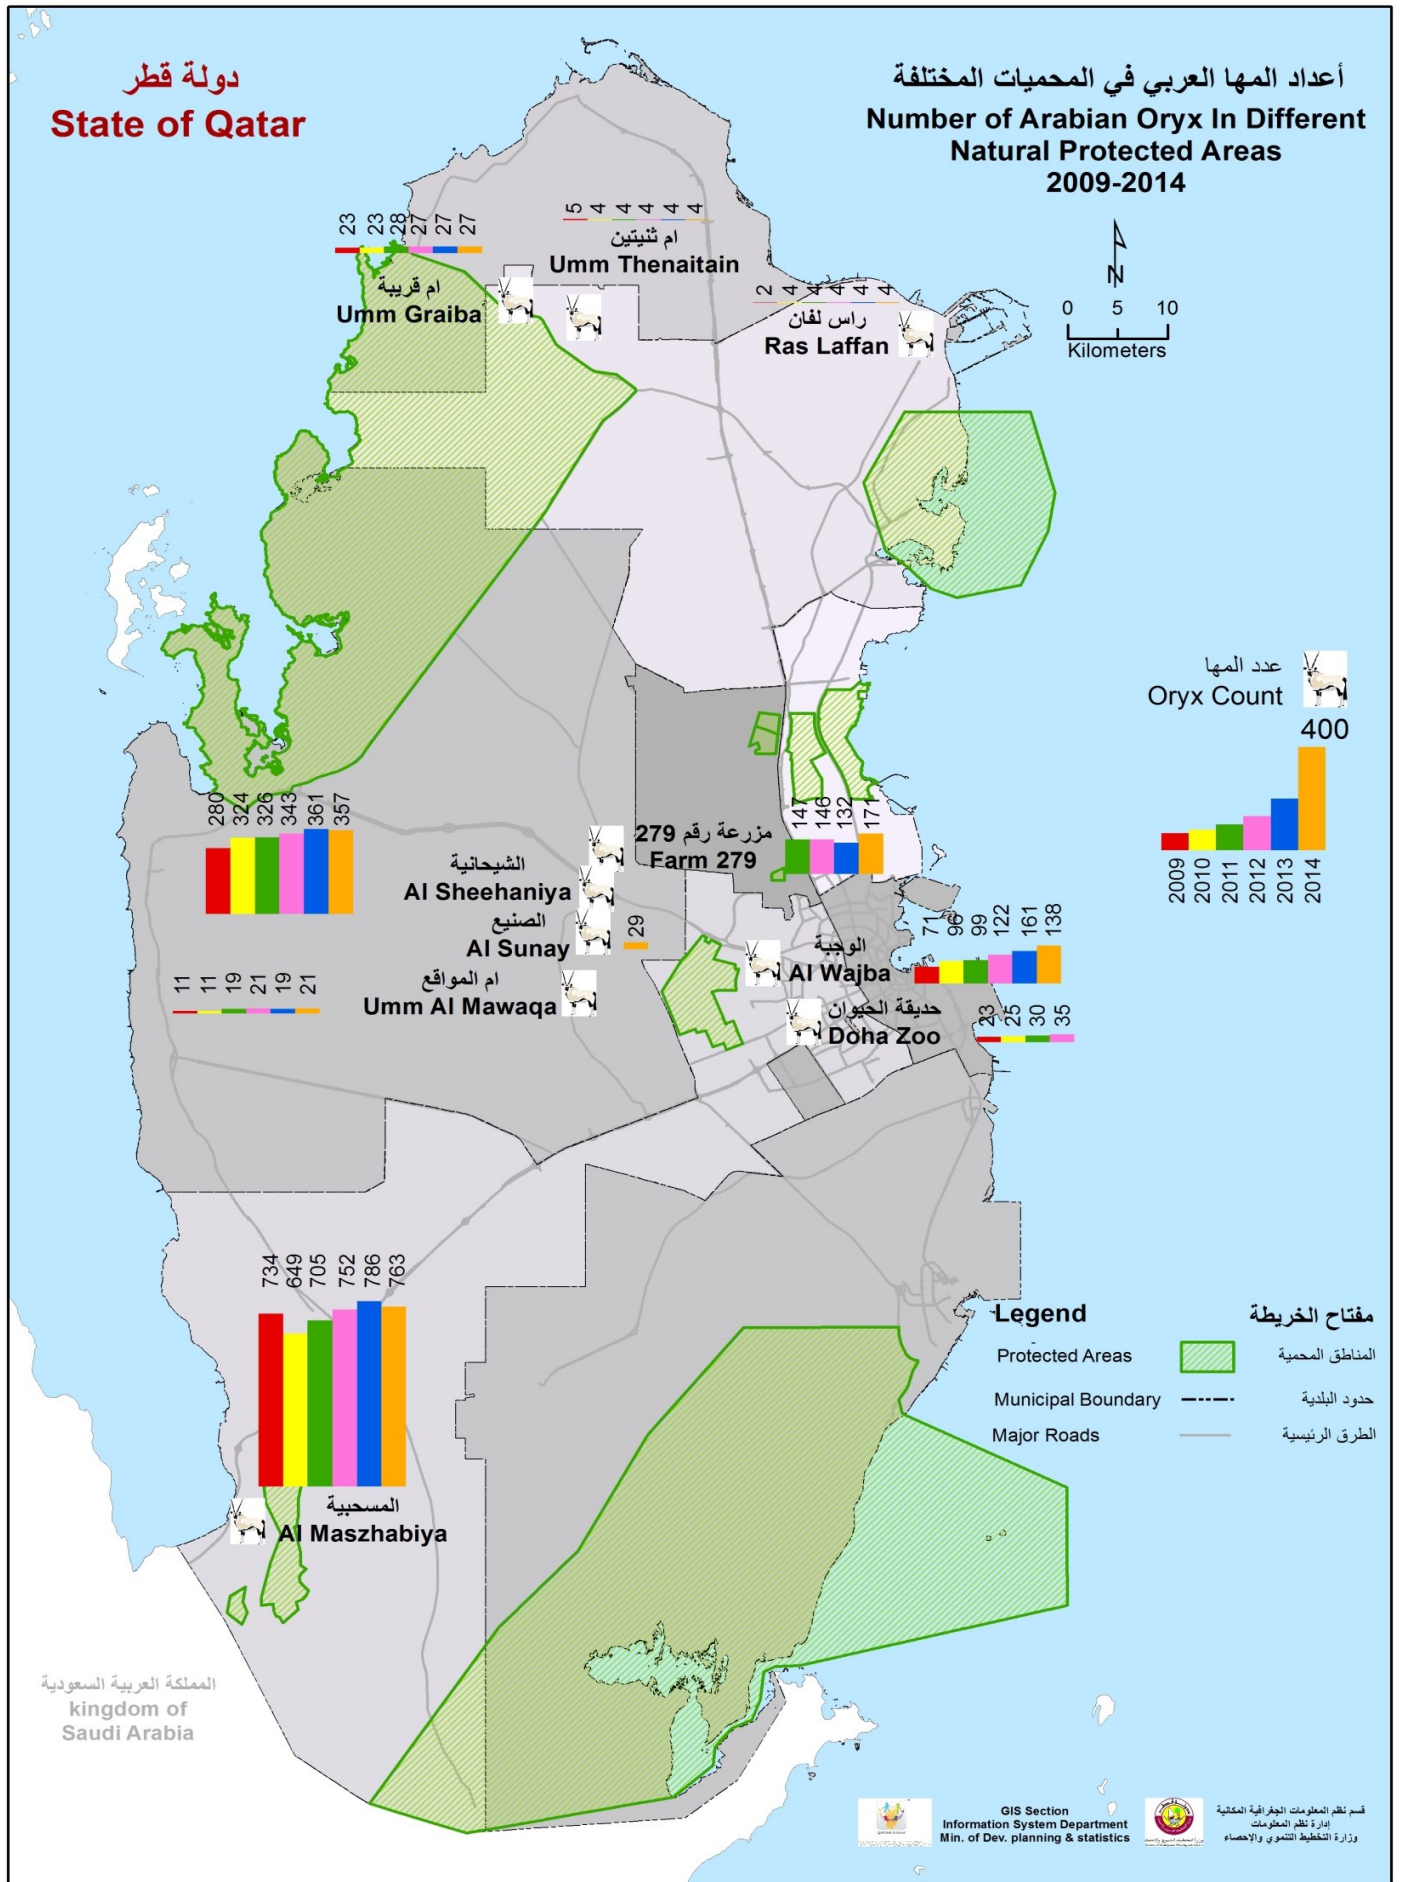 دولة قطر
State of Qatar
أعداد المها العربي في المحميات المختلفة
Number of Arabian Oryx In Different
Natural Protected Areas
2009-2014
N
0 5 10
Kilometers
23 23 28 27 27 27
ام قريبة
Umm Graiba
5 4 4 4 4 4
ام ثنيتين
Umm Thenaitain
2 4 4 4 4 4
راس لفان
Ras Laffan
عدد المها
Oryx Count
400
2009 2010 2011 2012 2013 2014
280 324 326 343 361 357
الشيحانية
Al Sheehaniya
مزرعة رقم 279
Farm 279
147 146 132 171
الصنيع
Al Sunay
29
ام المواقع
Umm Al Mawaqa
11 11 19 21 19 21
الوجبة
Al Wajba
71 96 99 122 161 138
حديقة الحيوان
Doha Zoo
23 25 30 35
734 649 705 752 786 763
المسحبية
Al Maszhabiya
Legend مفتاح الخريطة
Protected Areas المناطق المحمية
Municipal Boundary حدود البلدية
Major Roads الطرق الرئيسية
المملكة العربية السعودية
kingdom of
Saudi Arabia
GIS Section
Information System Department
Min. of Dev. planning & statistics
قسم نظم المعلومات الجغرافية المكانية
إدارة نظم المعلومات
وزارة التخطيط التنموي والإحصاء